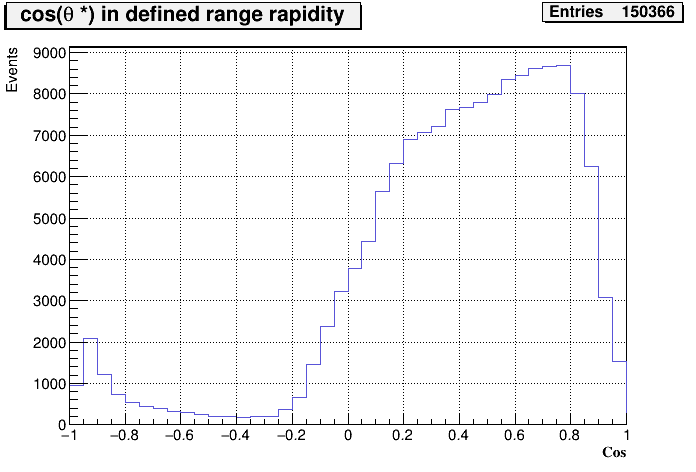 cos(θ *) in defined range rapidity
Entries 150366
Events
9000
8000
7000
6000
5000
4000
3000
2000
1000
0
−1 −0.8 −0.6 −0.4 −0.2 0 0.2 0.4 0.6 0.8 1
Cos